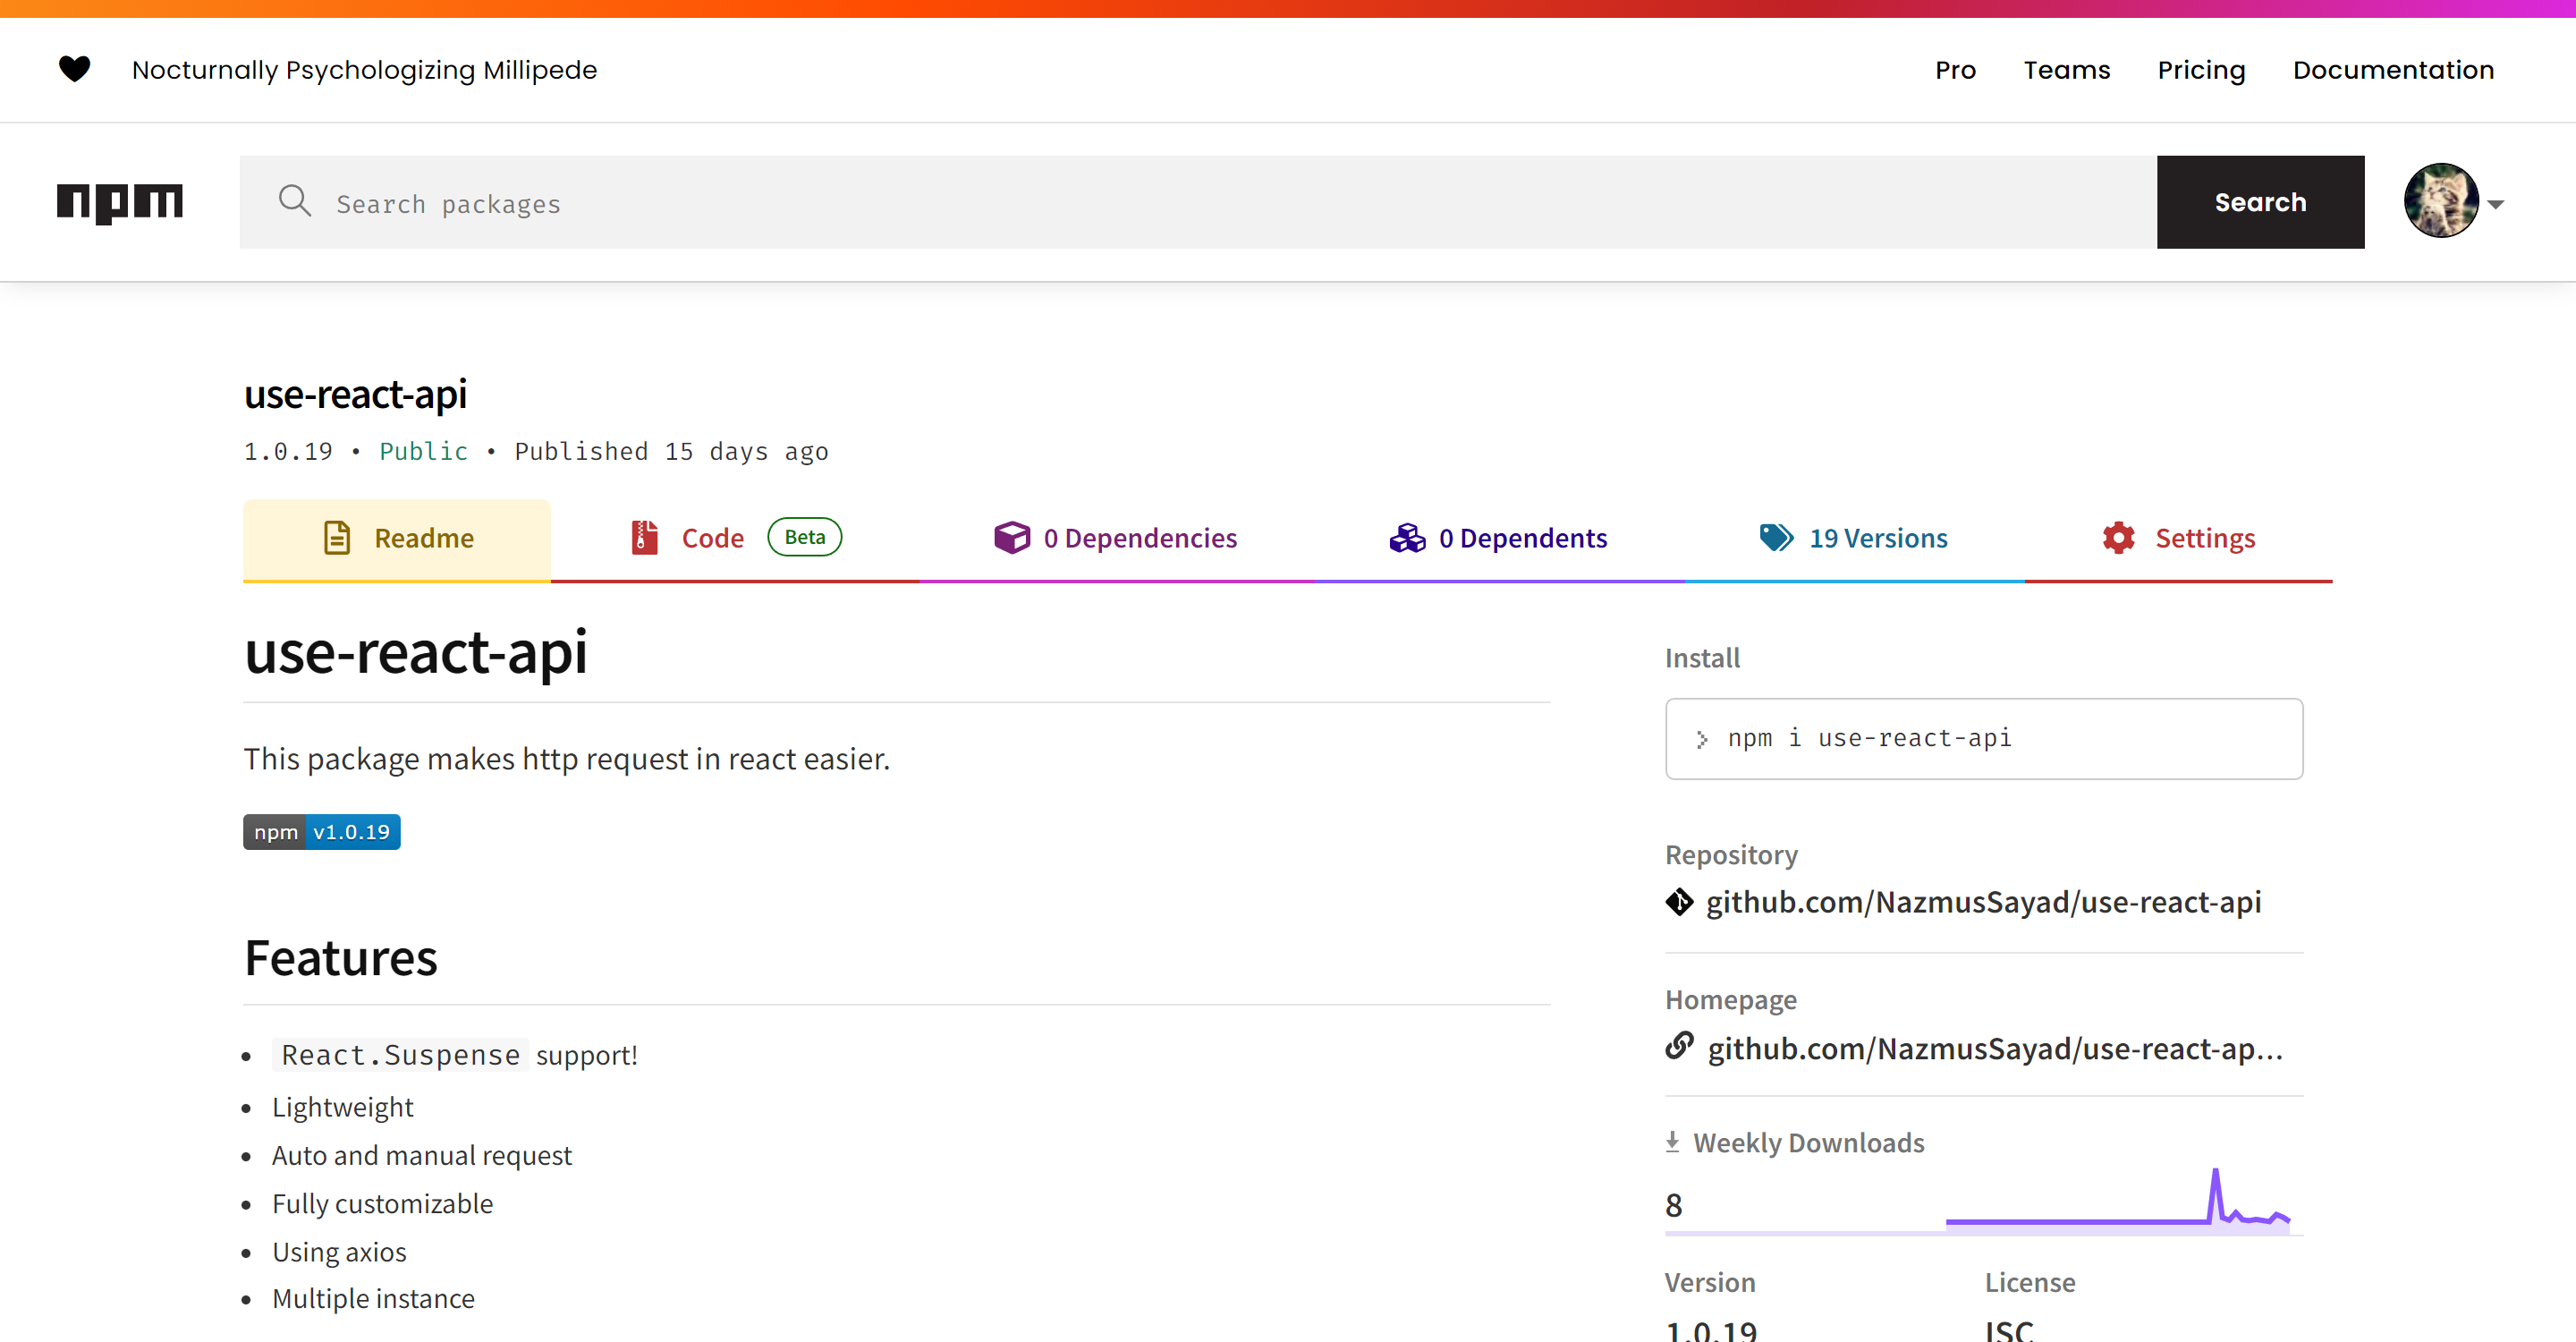 Nocturnally Psychologizing Millipede
Pro Teams Pricing Documentation
npm
Search packages
Search
use-react-api
1.0.19 • Public • Published 15 days ago
Readme
Code Beta
0 Dependencies
0 Dependents
19 Versions
Settings
use-react-api
This package makes http request in react easier.
npm v1.0.19
Features
• React.Suspense support!
• Lightweight
• Auto and manual request
• Fully customizable
• Using axios
• Multiple instance
Install
npm i use-react-api
Repository
github.com/NazmusSayad/use-react-api
Homepage
github.com/NazmusSayad/use-react-ap...
Weekly Downloads
8
Version
1.0.19
License
ISC